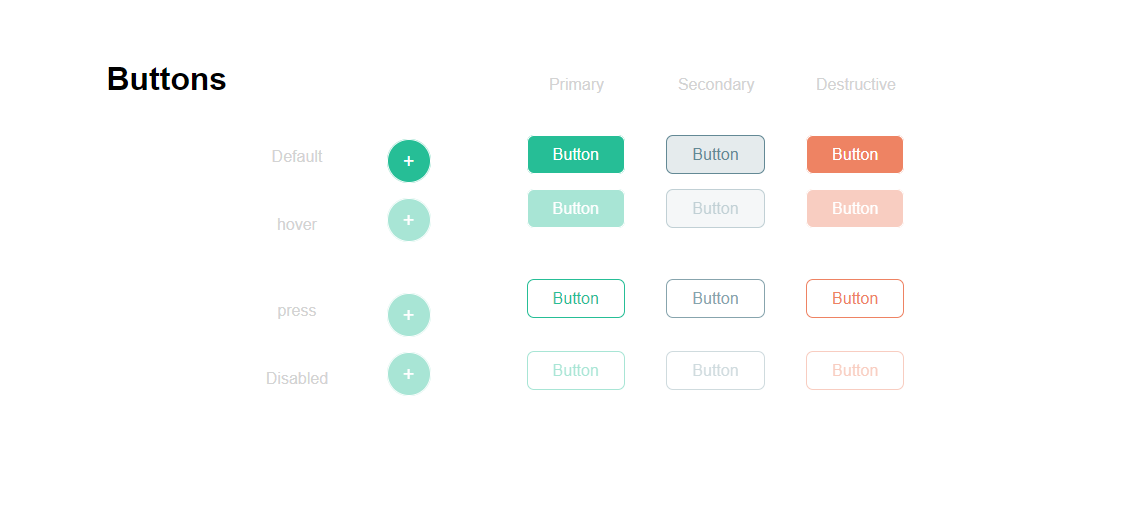 Buttons
Primary Secondary Destructive
Default + Button Button Button
hover + Button Button Button
press + Button Button Button
Disabled + Button Button Button